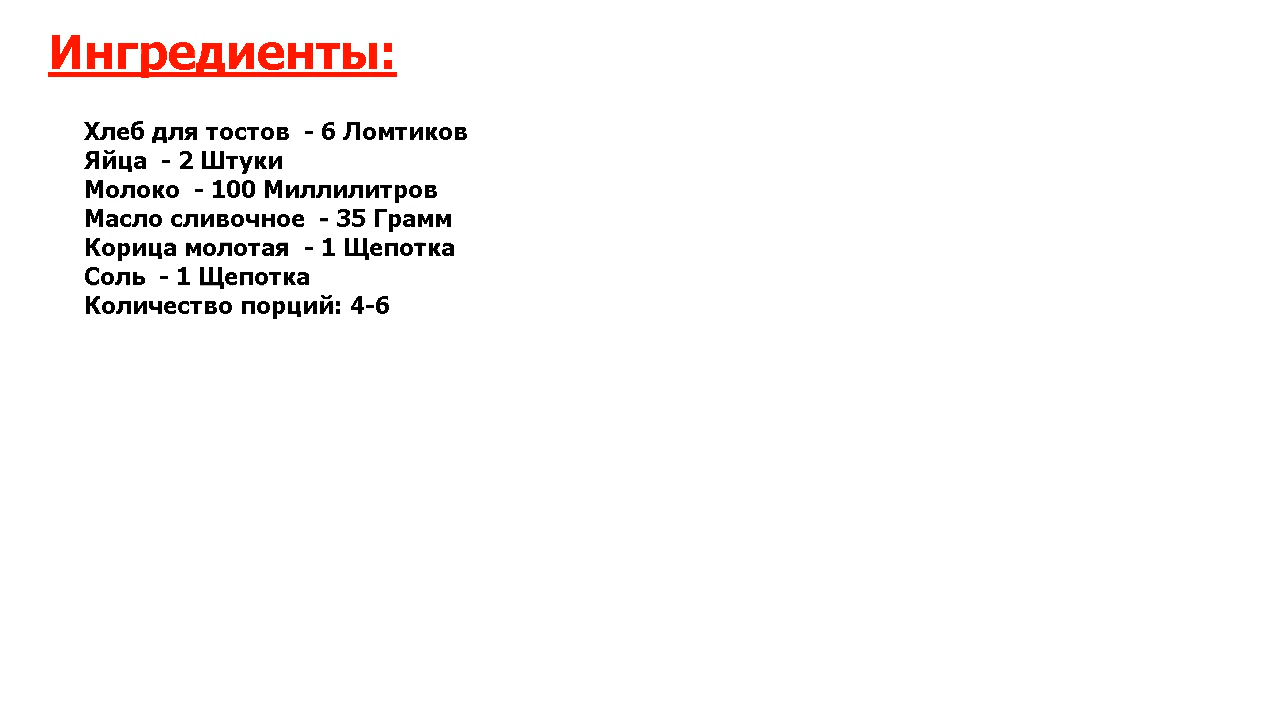 Ингредиенты:
Хлеб для тостов  - 6 Ломтиков
Яйца  - 2 Штуки
Молоко  - 100 Миллилитров
Масло сливочное  - 35 Грамм
Корица молотая  - 1 Щепотка
Соль  - 1 Щепотка
Количество порций: 4-6